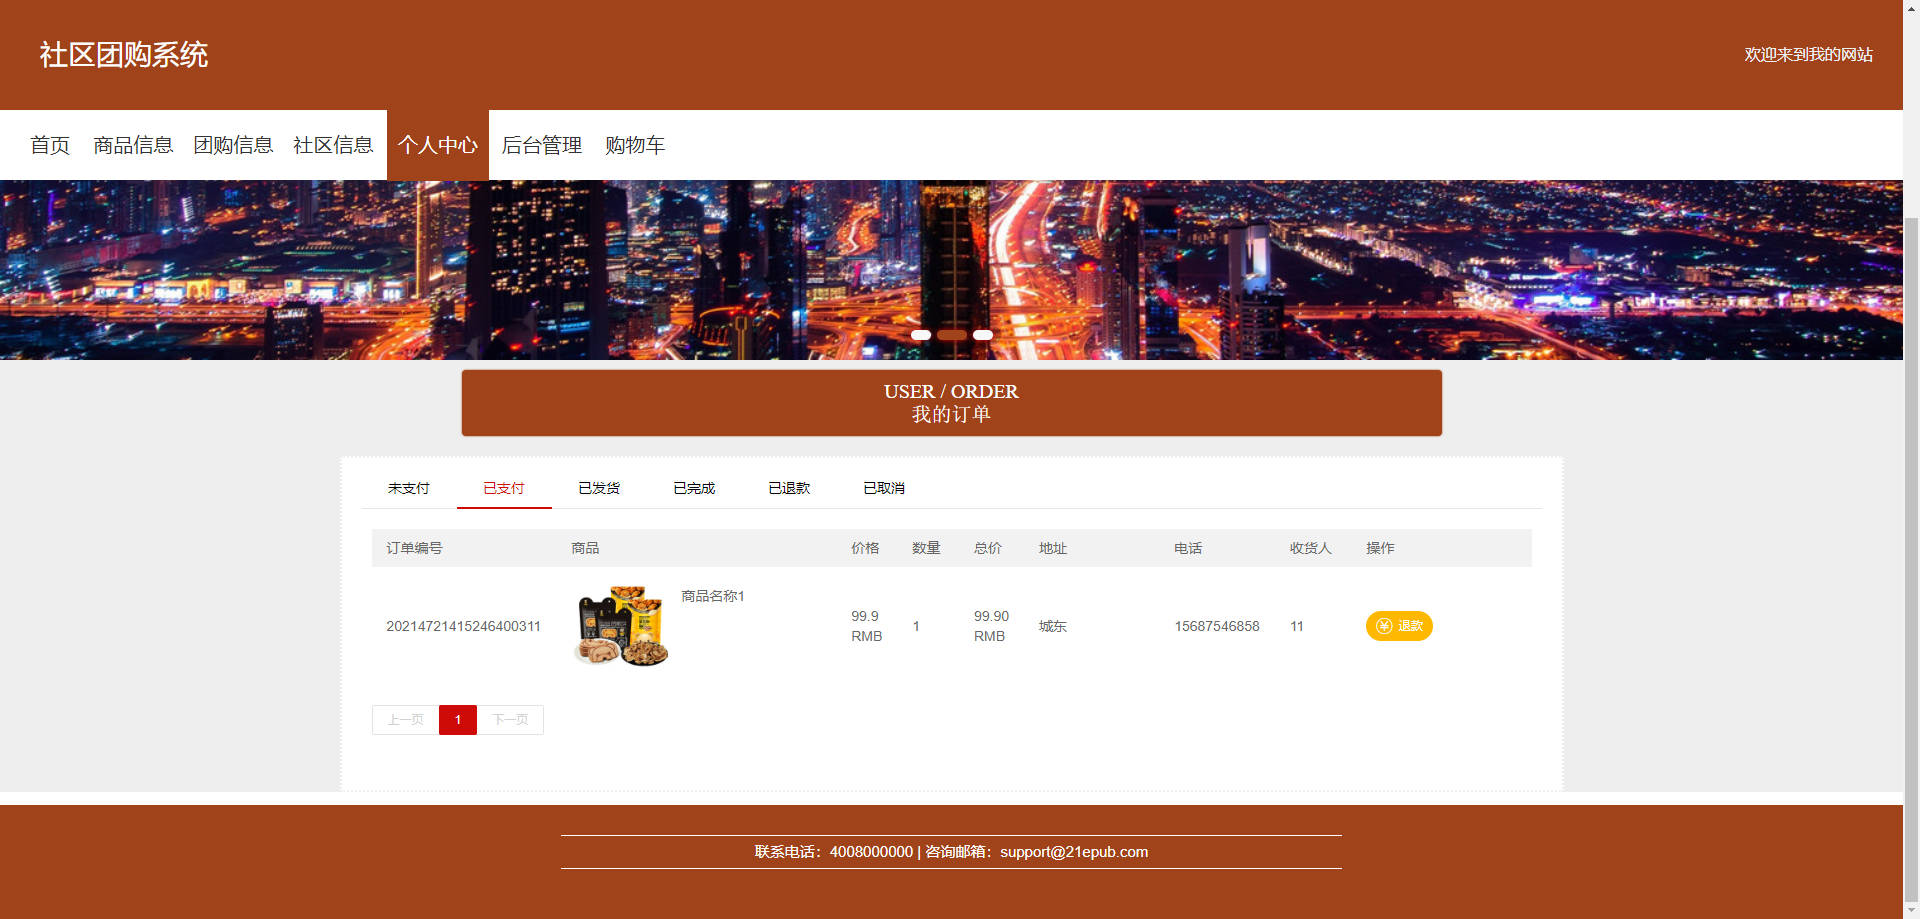 社区团购系统
欢迎来到我的网站
首页 商品信息 团购信息 社区信息 个人中心 后台管理 购物车
USER / ORDER
我的订单
未支付 已支付 已发货 已完成 已退款 已取消
订单编号 商品 价格 数量 总价 地址 电话 收货人 操作
商品名称1
20214721415246400311 99.9 RMB 1 99.90 RMB 城东 15687546858 11 退款
上一页 1 下一页
联系电话：4008000000 | 咨询邮箱：support@21epub.com